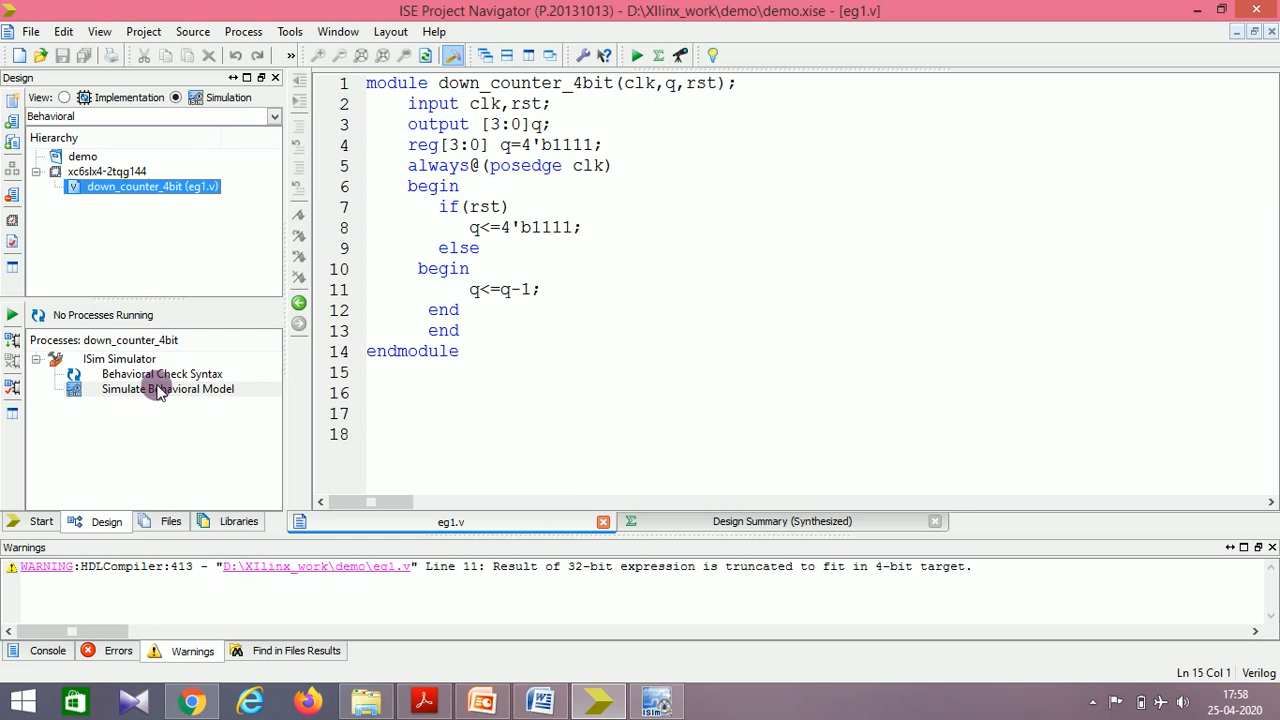 ISE Project Navigator (P.20131013) - D:\XIlinx_work\demo\demo.xise - [eg1.v]
File Edit View Project Source Process Tools Window Layout Help
»
Design
View: Implementation Simulation
Behavioral
Hierarchy
demo
xc6slx4-2tqg144
down_counter_4bit (eg1.v)
No Processes Running
Processes: down_counter_4bit
ISim Simulator
Behavioral Check Syntax
Simulate Behavioral Model
Start Design Files Libraries
1 module down_counter_4bit(clk,q,rst);
2 input clk,rst;
3 output [3:0]q;
4 reg[3:0] q=4'b1111;
5 always@(posedge clk)
6 begin
7 if(rst)
8 q<=4'b1111;
9 else
10 begin
11 q<=q-1;
12 end
13 end
14 endmodule
15
16
17
18
eg1.v Design Summary (Synthesized)
Warnings
WARNING:HDLCompiler:413 - "D:\XIlinx_work\demo\eg1.v" Line 11: Result of 32-bit expression is truncated to fit in 4-bit target.
Console Errors Warnings Find in Files Results
Ln 15 Col 1 Verilog
ISim
17:58
25-04-2020